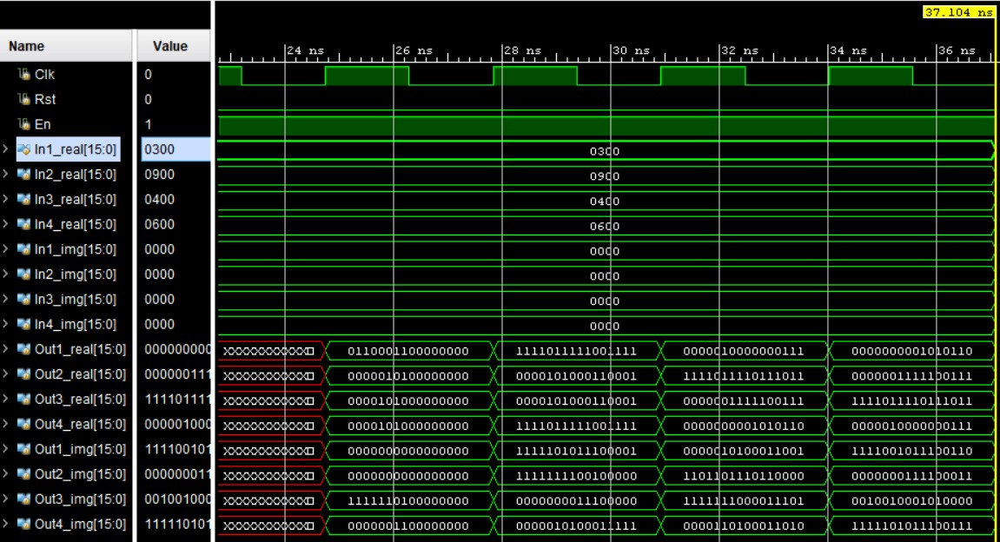 37.104 ns
Name Value
24 ns 26 ns 28 ns 30 ns 32 ns 34 ns 36 ns
Clk 0
Rst 0
En 1
In1_real[15:0] 0300 0300
In2_real[15:0] 0900 0900
In3_real[15:0] 0400 0400
In4_real[15:0] 0600 0600
In1_img[15:0] 0000 0000
In2_img[15:0] 0000 0000
In3_img[15:0] 0000 0000
In4_img[15:0] 0000 0000
Out1_real[15:0] 000000000 XXXXXXXXXXXX 0110001100000000 1111011111001111 0000010000000111 0000000001010110
Out2_real[15:0] 000000111 XXXXXXXXXXXX 0000010100000000 0000101000110001 1111011110111011 0000001111100111
Out3_real[15:0] 111101111 XXXXXXXXXXXX 0000101000000000 0000101000110001 0000001111100111 1111011110111011
Out4_real[15:0] 000001000 XXXXXXXXXXXX 0000101000000000 1111011111001111 0000000001010110 0000010000000111
Out1_img[15:0] 111100101 XXXXXXXXXXXX 0000000000000000 1111101011100001 0000010100011001 1111001011100110
Out2_img[15:0] 000000011 XXXXXXXXXXXX 0000000000000000 1111111100100000 1101101110110000 0000000111100011
Out3_img[15:0] 001001000 XXXXXXXXXXXX 1111110100000000 0000000011100000 1111111000011101 0010010001010000
Out4_img[15:0] 111110101 XXXXXXXXXXXX 0000001100000000 0000010100011111 0000110100011010 1111101011100111